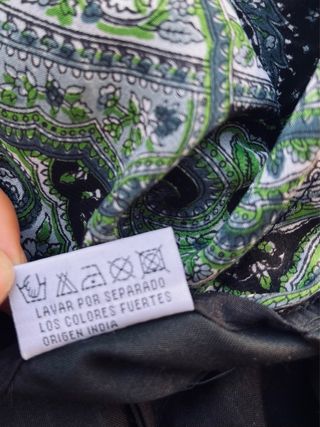 LAVAR POR SEPARADO
LOS COLORES FUERTES
ORIGEN INDIA